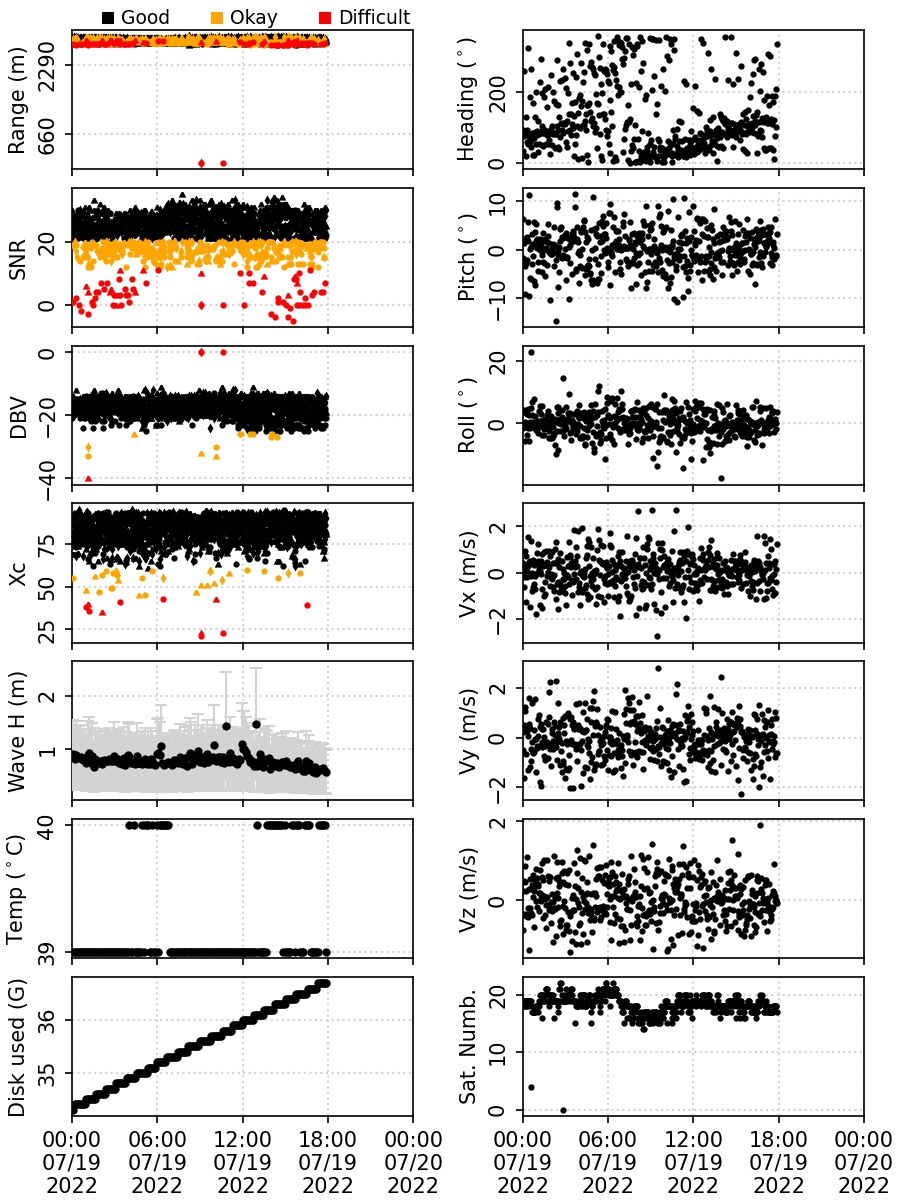 Good Okay Difficult
Range (m)
2290
660
Heading (°)
200
0
SNR
20
0
Pitch (°)
10
0
−10
DBV
0
−20
−40
Roll (°)
20
0
Xc
75
50
25
Vx (m/s)
2
0
−2
Wave H (m)
2
1
Vy (m/s)
2
0
−2
Temp (°C)
40
39
Vz (m/s)
2
0
Disk used (G)
36
35
Sat. Numb.
20
10
0
00:00 06:00 12:00 18:00 00:00 00:00 06:00 12:00 18:00 00:00
07/19 07/19 07/19 07/19 07/20 07/19 07/19 07/19 07/19 07/20
2022 2022 2022 2022 2022 2022 2022 2022 2022 2022